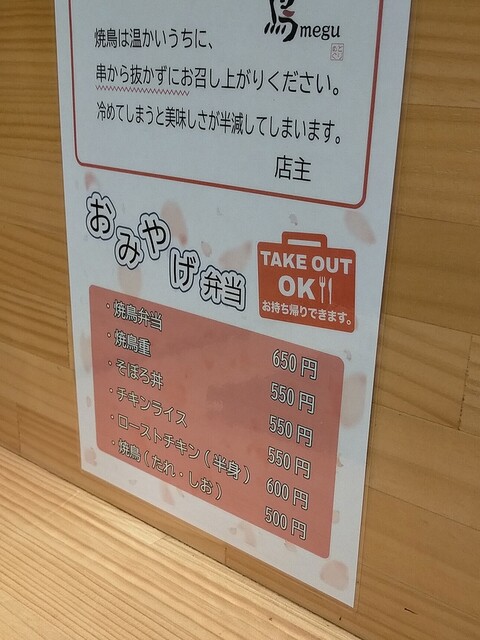 鳥megu
焼鳥は温かいうちに、
串から抜かずにお召し上がりください。
冷めてしまうと美味しさが半減してしまいます。
店主
おみやげ弁当
TAKE OUT
OK
お持ち帰りできます。
・焼鳥弁当 650円
・焼鳥重 550円
・そぼろ丼 550円
・チキンライス 550円
・ローストチキン(半身) 600円
・焼鳥(たれ・しお) 500円